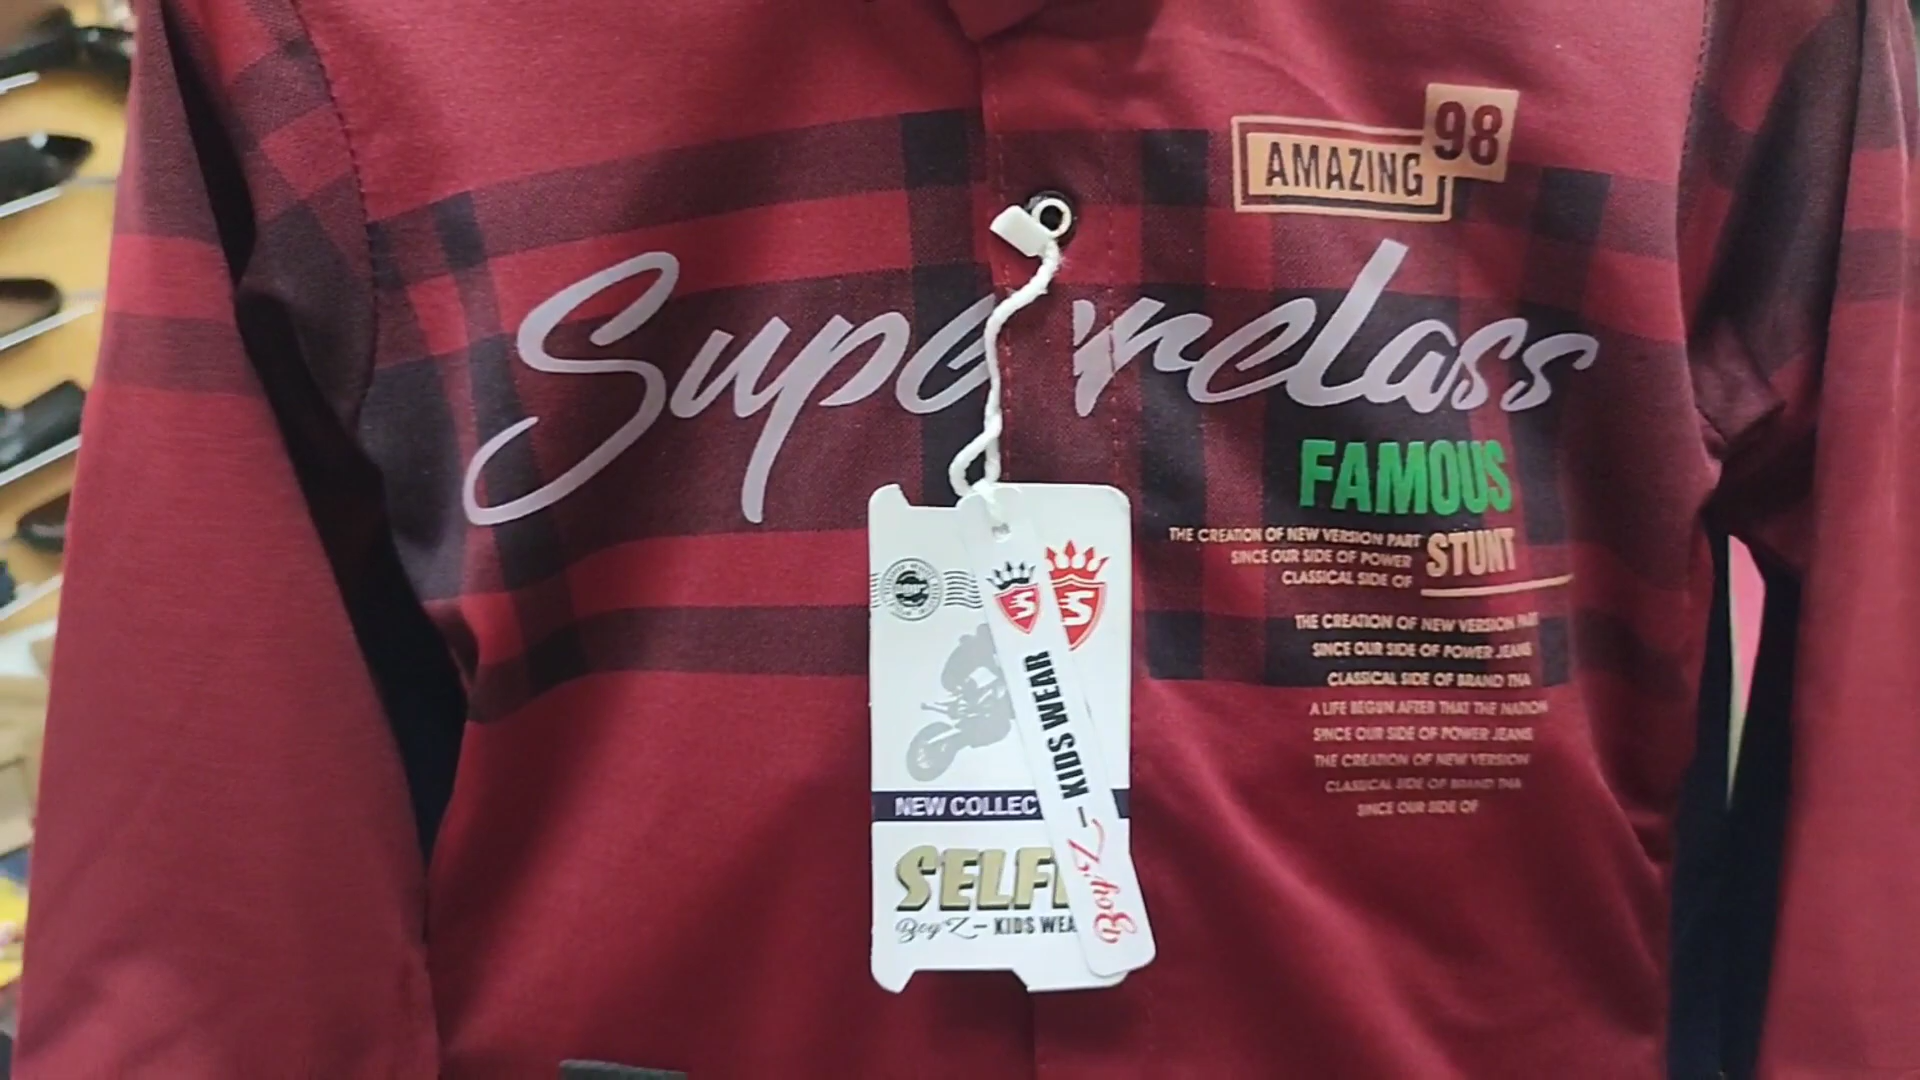 AMAZING 98
Superclass
FAMOUS
THE CREATION OF NEW VERSION PART
SINCE OUR SIDE OF POWER
CLASSICAL SIDE OF
STUNT
THE CREATION OF NEW VERSION PART
SINCE OUR SIDE OF POWER JEANS
CLASSICAL SIDE OF BRAND THA
A LIFE BEGUN AFTER THAT THE NATION
SINCE OUR SIDE OF POWER JEANS
THE CREATION OF NEW VERSION
CLASSICAL SIDE OF BRAND THA
SINCE OUR SIDE OF
S
S
NEW COLLEC
SELF
BoyZ – KIDS WEA
BoyZ – KIDS WEAR